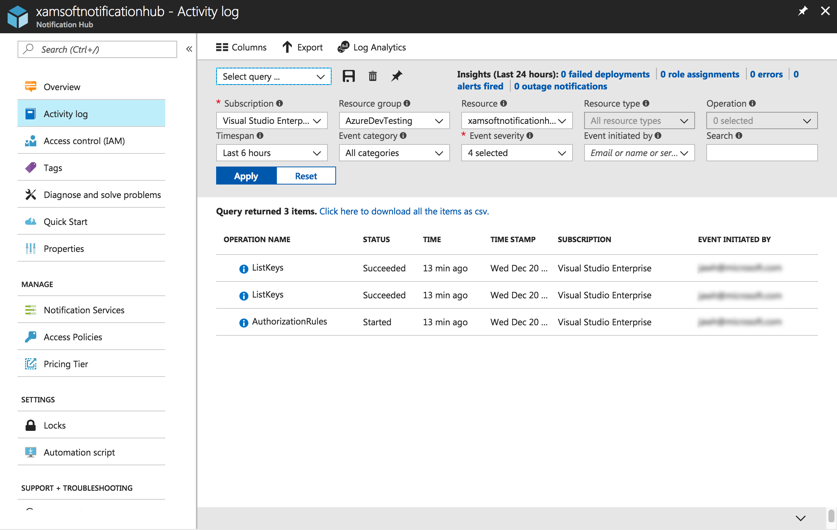 xamsoftnotificationhub - Activity log
Notification Hub
Search (Ctrl+/)
Overview
Activity log
Access control (IAM)
Tags
Diagnose and solve problems
Quick Start
Properties
MANAGE
Notification Services
Access Policies
Pricing Tier
SETTINGS
Locks
Automation script
SUPPORT + TROUBLESHOOTING
Columns Export Log Analytics
Select query ...
Insights (Last 24 hours): 0 failed deployments | 0 role assignments | 0 errors | 0
alerts fired | 0 outage notifications
* Subscription Resource group Resource Resource type Operation
Visual Studio Enterp... AzureDevTesting xamsoftnotificationh... All resource types 0 selected
Timespan Event category * Event severity Event initiated by Search
Last 6 hours All categories 4 selected Email or name or ser...
Apply Reset
Query returned 3 items. Click here to download all the items as csv.
OPERATION NAME STATUS TIME TIME STAMP SUBSCRIPTION EVENT INITIATED BY
ListKeys Succeeded 13 min ago Wed Dec 20 ... Visual Studio Enterprise
ListKeys Succeeded 13 min ago Wed Dec 20 ... Visual Studio Enterprise
AuthorizationRules Started 13 min ago Wed Dec 20 ... Visual Studio Enterprise